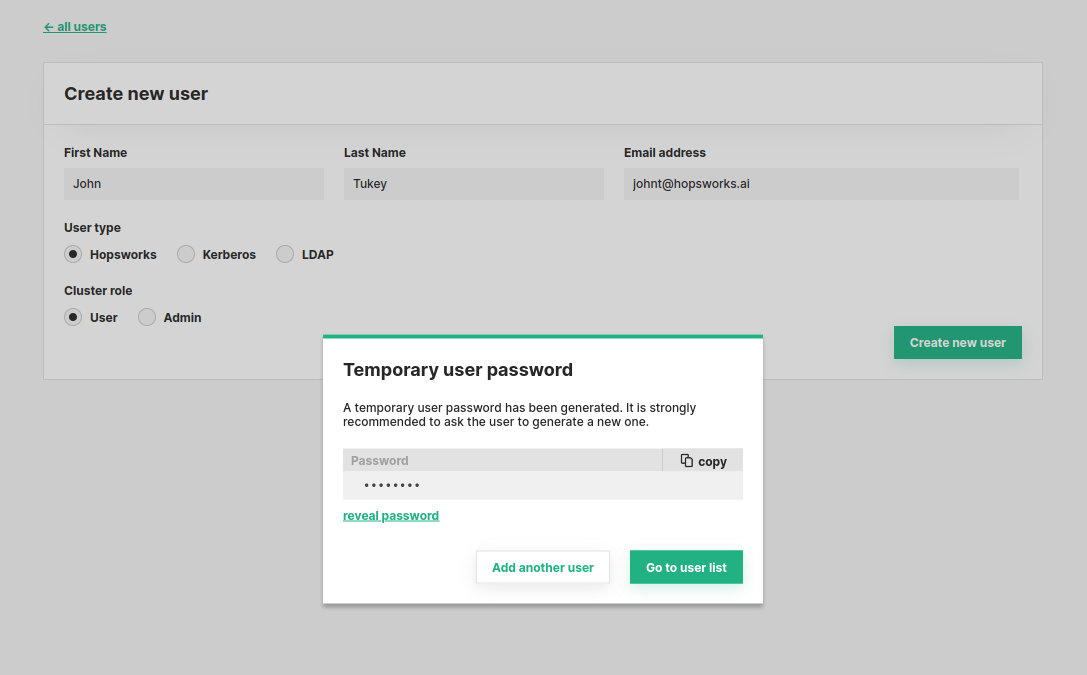 ← all users
Create new user
First Name Last Name Email address
John Tukey johnt@hopsworks.ai
User type
Hopsworks Kerberos LDAP
Cluster role
User Admin
Create new user
Temporary user password
A temporary user password has been generated. It is strongly
recommended to ask the user to generate a new one.
Password copy
••••••••
reveal password
Add another user Go to user list